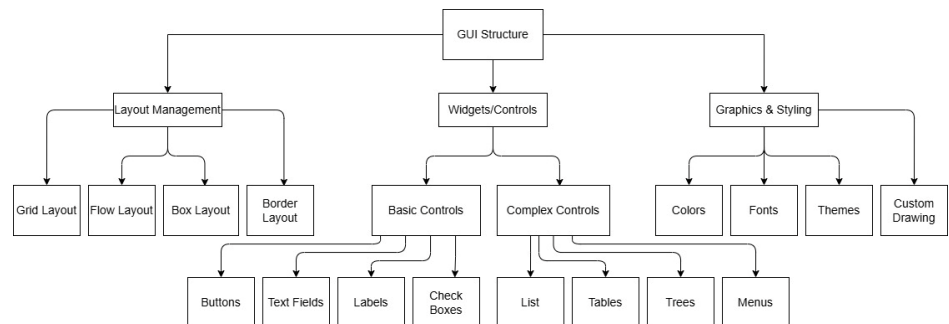 GUI Structure
Layout Management
Widgets/Controls
Graphics & Styling
Grid Layout
Flow Layout
Box Layout
Border
Layout
Basic Controls
Complex Controls
Colors
Fonts
Themes
Custom
Drawing
Buttons
Text Fields
Labels
Check
Boxes
List
Tables
Trees
Menus